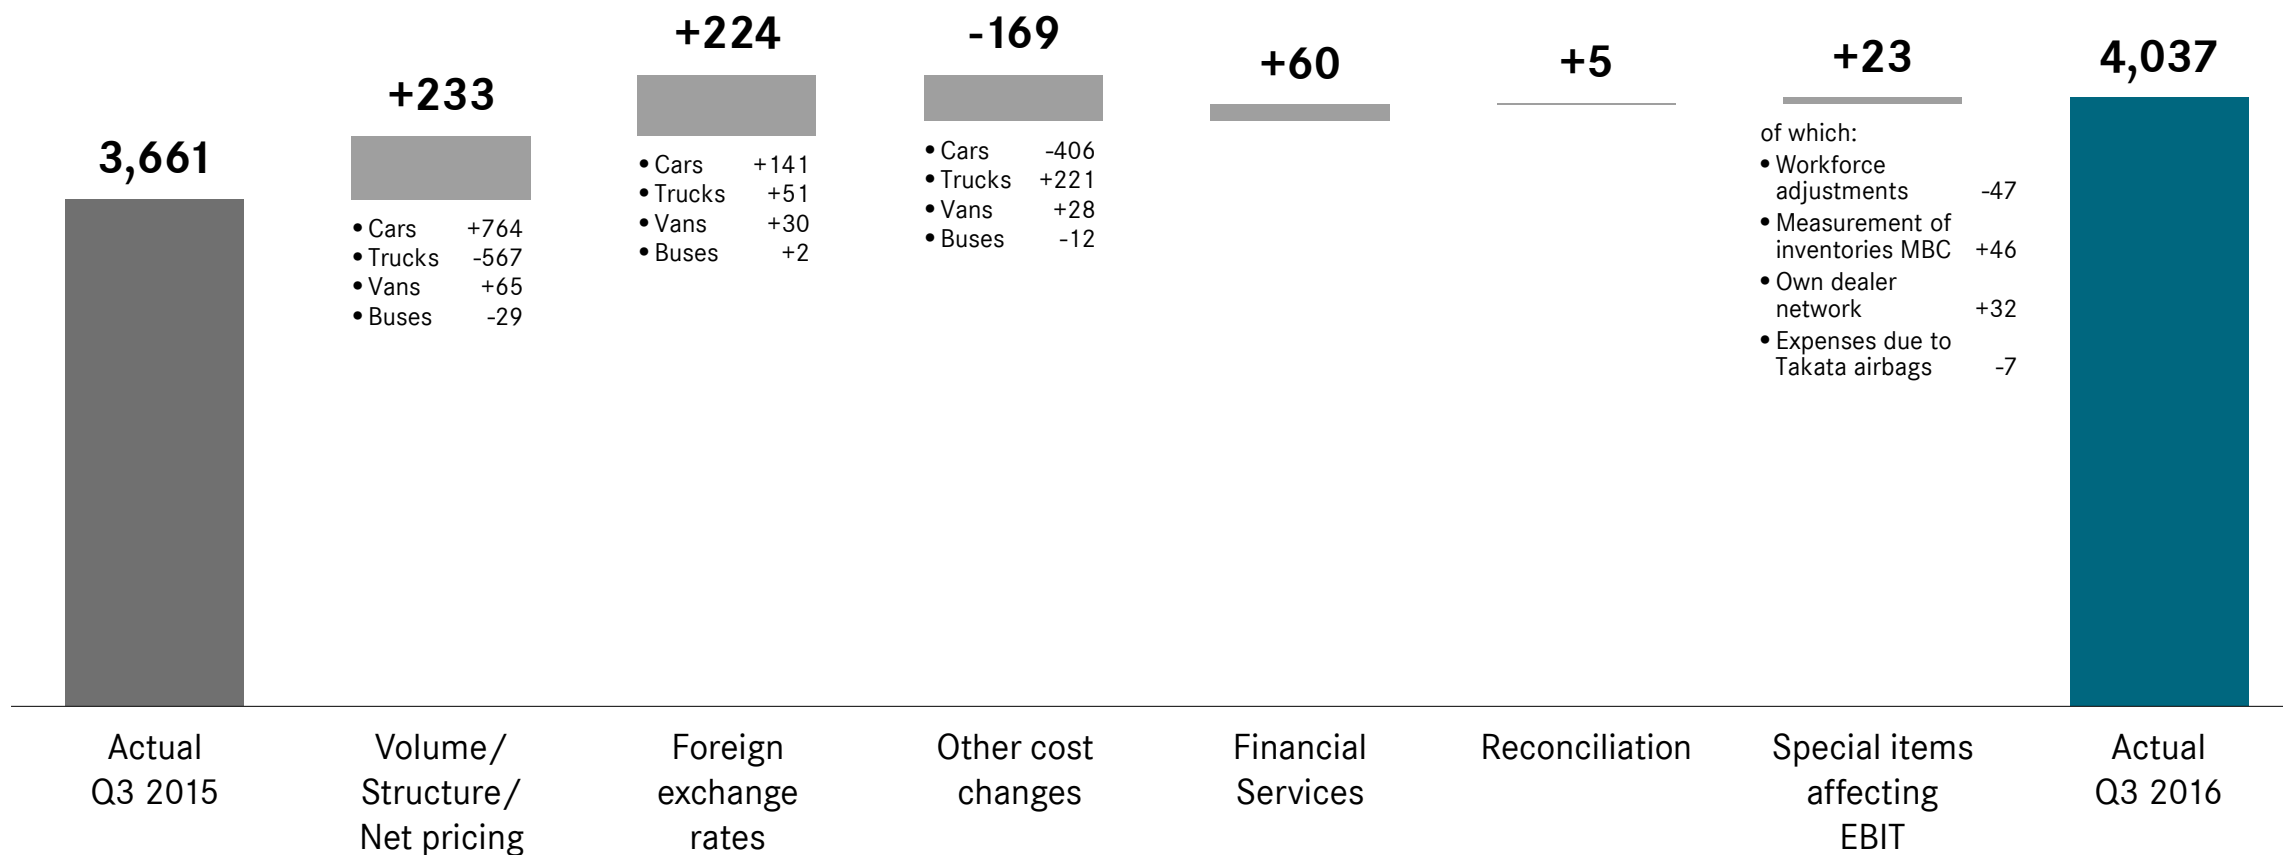 3,661
Actual
Q3 2015
+233
• Cars +764
• Trucks -567
• Vans +65
• Buses -29
Volume/
Structure/
Net pricing
+224
• Cars +141
• Trucks +51
• Vans +30
• Buses +2
Foreign
exchange
rates
-169
• Cars -406
• Trucks +221
• Vans +28
• Buses -12
Other cost
changes
+60
Financial
Services
+5
Reconciliation
+23
of which:
• Workforce
adjustments -47
• Measurement of
inventories MBC +46
• Own dealer
network +32
• Expenses due to
Takata airbags -7
Special items
affecting
EBIT
4,037
Actual
Q3 2016